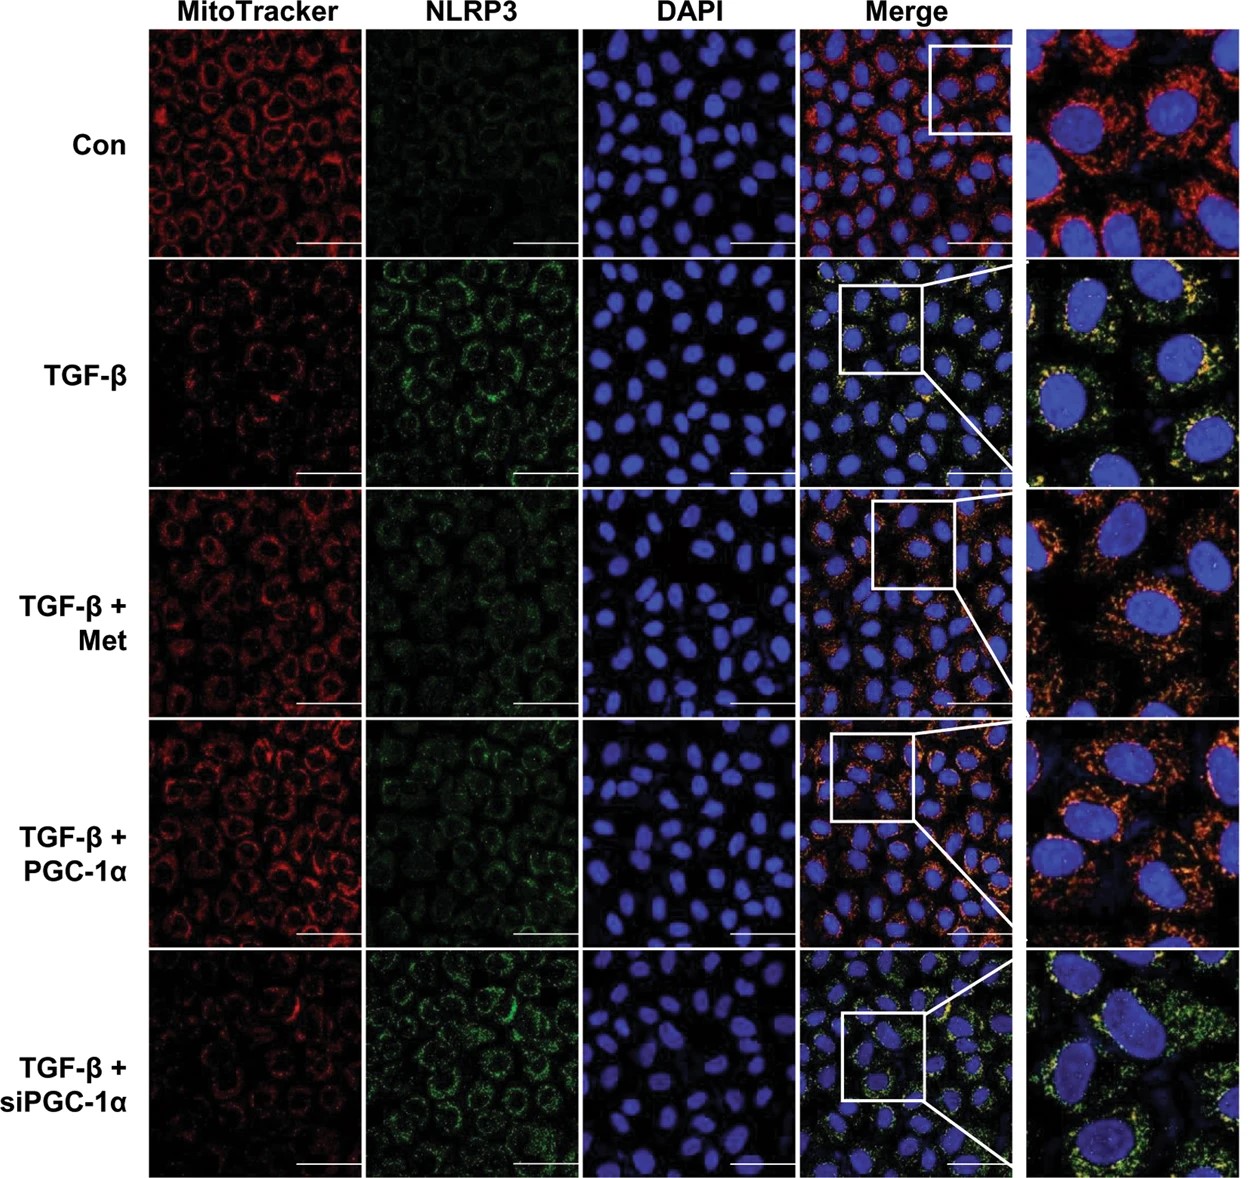 MitoTracker NLRP3 DAPI Merge
Con
TGF-β
TGF-β +
Met
TGF-β +
PGC-1α
TGF-β +
siPGC-1α